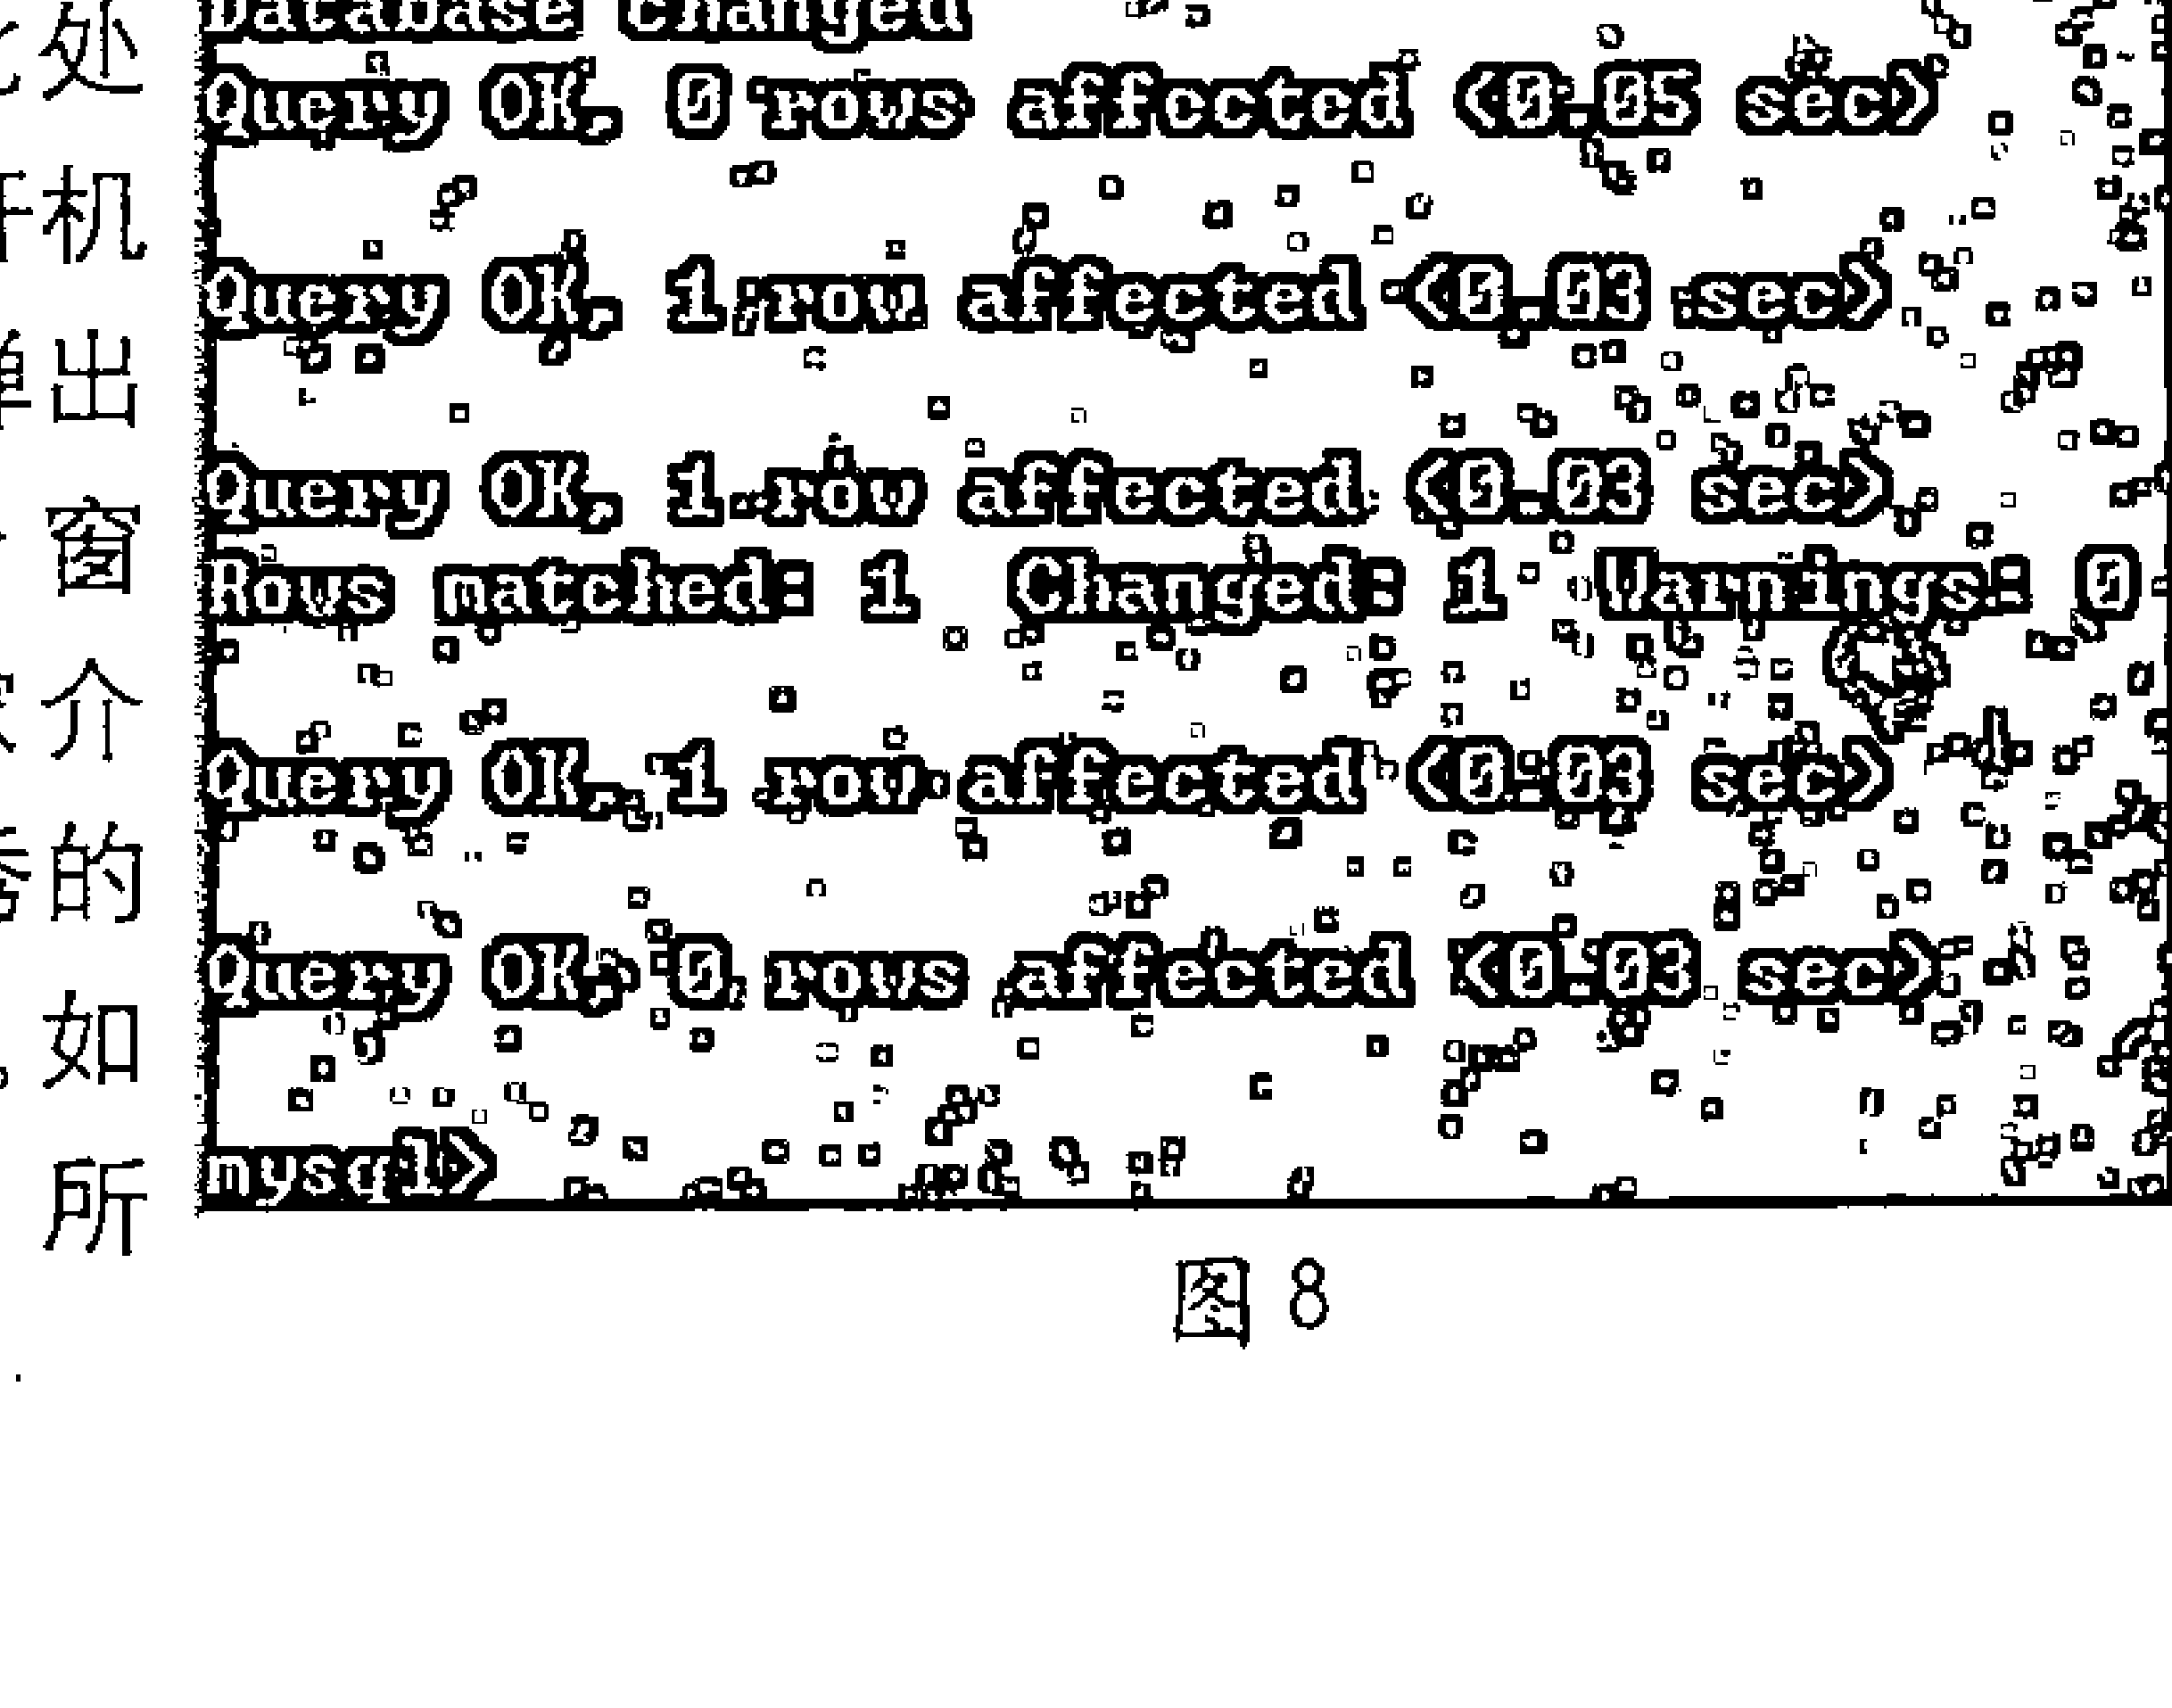 处
机
出
窗
介
的
如
所
Database changed
Query OK, 0 rows affected (0.05 sec)
Query OK, 1 row affected (0.03 sec)
Query OK, 1 row affected (0.03 sec)
Rows matched: 1  Changed: 1  Warnings: 0
Query OK, 1 row affected (0.03 sec)
Query OK, 0 rows affected (0.03 sec)
mysql>
图 8